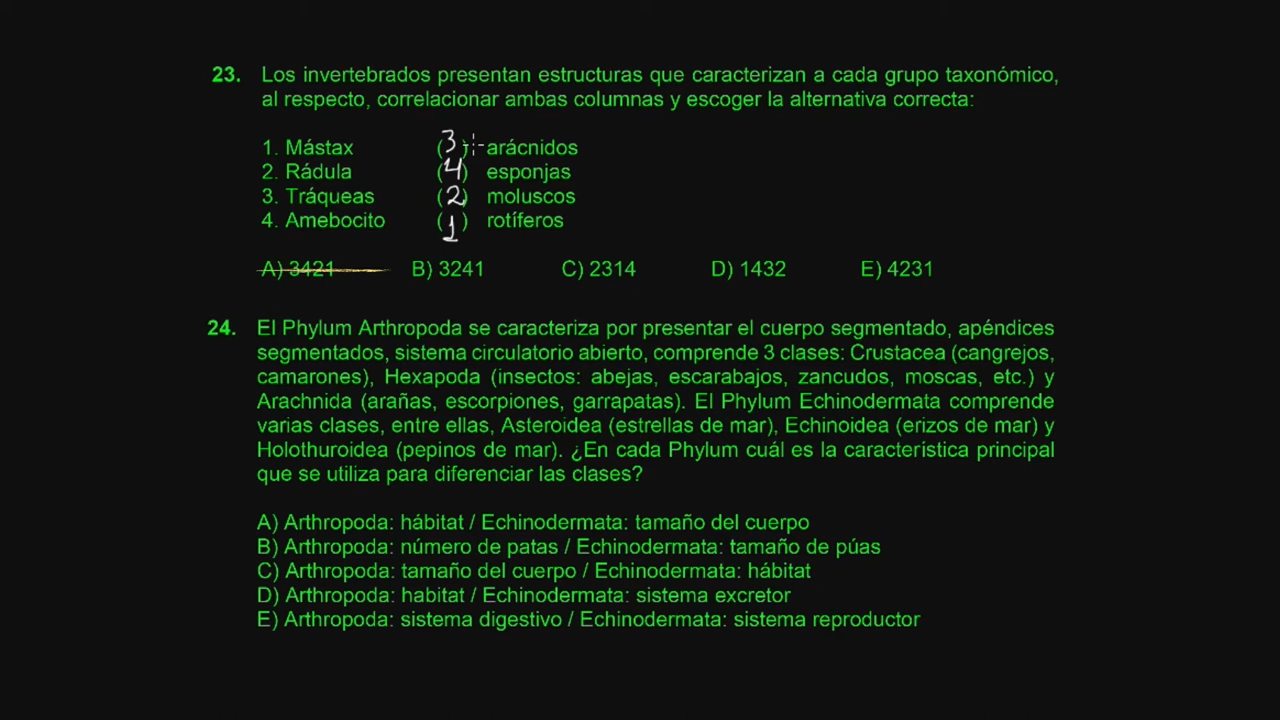 23. Los invertebrados presentan estructuras que caracterizan a cada grupo taxonómico,
al respecto, correlacionar ambas columnas y escoger la alternativa correcta:
1. Mástax (3) arácnidos
2. Rádula (4) esponjas
3. Tráqueas (2) moluscos
4. Amebocito (1) rotíferos
A) 3421 B) 3241 C) 2314 D) 1432 E) 4231
24. El Phylum Arthropoda se caracteriza por presentar el cuerpo segmentado, apéndices
segmentados, sistema circulatorio abierto, comprende 3 clases: Crustacea (cangrejos,
camarones), Hexapoda (insectos: abejas, escarabajos, zancudos, moscas, etc.) y
Arachnida (arañas, escorpiones, garrapatas). El Phylum Echinodermata comprende
varias clases, entre ellas, Asteroidea (estrellas de mar), Echinoidea (erizos de mar) y
Holothuroidea (pepinos de mar). ¿En cada Phylum cuál es la característica principal
que se utiliza para diferenciar las clases?
A) Arthropoda: hábitat / Echinodermata: tamaño del cuerpo
B) Arthropoda: número de patas / Echinodermata: tamaño de púas
C) Arthropoda: tamaño del cuerpo / Echinodermata: hábitat
D) Arthropoda: habitat / Echinodermata: sistema excretor
E) Arthropoda: sistema digestivo / Echinodermata: sistema reproductor